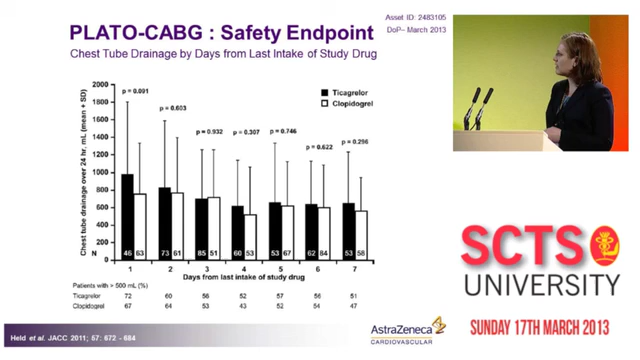 PLATO-CABG : Safety Endpoint
Asset ID: 2483105
DoP– March 2013
Chest Tube Drainage by Days from Last Intake of Study Drug
Chest tube drainage over 24 hr. mL (mean + SD)
2000
1800
1600
1400
1200
1000
800
600
400
200
0
Ticagrelor
Clopidogrel
p = 0.091
p = 0.603
p = 0.932
p = 0.307
p = 0.746
p = 0.622
p = 0.296
N 46 83 73 61 85 51 60 53 53 67 62 84 53 58
1 2 3 4 5 6 7
Days from last intake of study drug
Patients with > 500 mL (%)
Ticagrelor 72 60 56 52 57 56 51
Clopidogrel 67 64 53 43 52 54 47
Held et al. JACC 2011; 57: 672 - 684
AstraZeneca
CARDIOVASCULAR
SCTS
UNIVERSITY
SUNDAY 17TH MARCH 2013